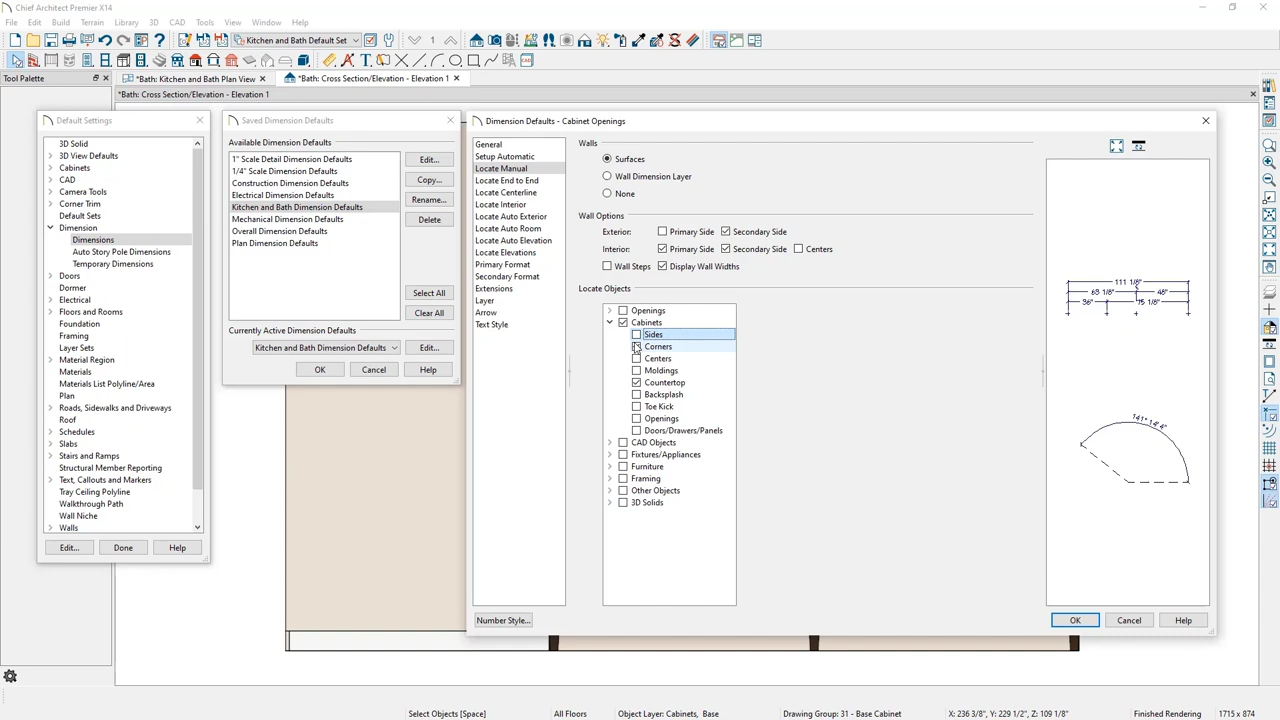 Chief Architect Premier X14
File Edit Build Terrain Library 3D CAD Tools View Window Help
Kitchen and Bath Default Set 1
Tool Palette
*Bath: Kitchen and Bath Plan View
*Bath: Cross Section/Elevation - Elevation 1
*Bath: Cross Section/Elevation - Elevation 1
Default Settings
3D Solid
3D View Defaults
Cabinets
CAD
Camera Tools
Corner Trim
Default Sets
Dimension
Dimensions
Auto Story Pole Dimensions
Temporary Dimensions
Doors
Dormer
Electrical
Floors and Rooms
Foundation
Framing
Layer Sets
Material Region
Materials
Materials List Polyline/Area
Plan
Roads, Sidewalks and Driveways
Roof
Schedules
Slabs
Stairs and Ramps
Structural Member Reporting
Text, Callouts and Markers
Tray Ceiling Polyline
Walkthrough Path
Wall Niche
Walls
Edit... Done Help
Saved Dimension Defaults
Available Dimension Defaults
1" Scale Detail Dimension Defaults
1/4" Scale Dimension Defaults
Construction Dimension Defaults
Electrical Dimension Defaults
Kitchen and Bath Dimension Defaults
Mechanical Dimension Defaults
Overall Dimension Defaults
Plan Dimension Defaults
Edit...
Copy...
Rename...
Delete
Select All
Clear All
Currently Active Dimension Defaults
Kitchen and Bath Dimension Defaults Edit...
OK Cancel Help
Dimension Defaults - Cabinet Openings
General
Setup Automatic
Locate Manual
Locate End to End
Locate Centerline
Locate Interior
Locate Auto Exterior
Locate Auto Room
Locate Auto Elevation
Locate Elevations
Primary Format
Secondary Format
Extensions
Layer
Arrow
Text Style
Number Style...
Walls
Surfaces
Wall Dimension Layer
None
Wall Options
Exterior: Primary Side Secondary Side
Interior: Primary Side Secondary Side Centers
Wall Steps Display Wall Widths
Locate Objects
Openings
Cabinets
Sides
Corners
Centers
Moldings
Countertop
Backsplash
Toe Kick
Openings
Doors/Drawers/Panels
CAD Objects
Fixtures/Appliances
Furniture
Framing
Other Objects
3D Solids
111 1/8"
63 1/8" 48"
36" 75 1/8"
OK Cancel Help
Select Objects [Space] All Floors Object Layer: Cabinets, Base Drawing Group: 31 - Base Cabinet X: 236 3/8", Y: 229 1/2", Z: 109 1/8" Finished Rendering 1715 x 874